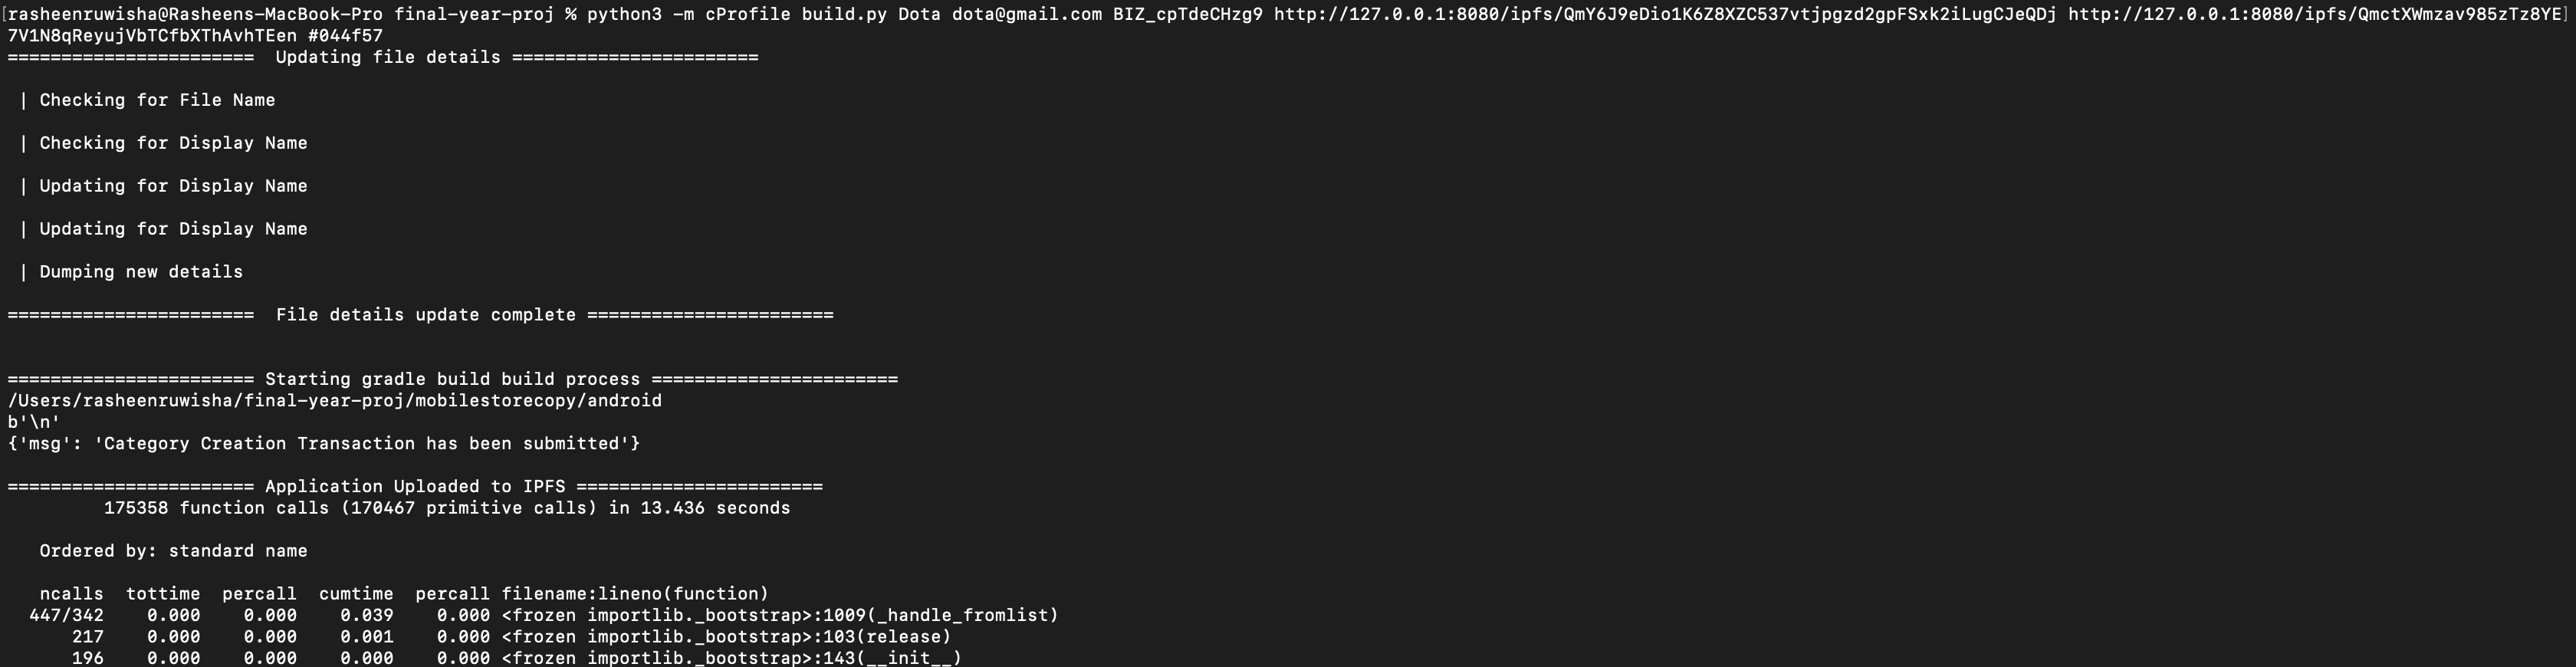 [rasheenruwisha@Rasheens-MacBook-Pro final-year-proj % python3 -m cProfile build.py Dota dota@gmail.com BIZ_cpTdeCHzg9 http://127.0.0.1:8080/ipfs/QmY6J9eDio1K6Z8XZC537vtjpgzd2gpFSxk2iLugCJeQDj http://127.0.0.1:8080/ipfs/QmctXWmzav985zTz8YE]
7V1N8qReyujVbTCfbXThAvhTEen #044f57
======================= Updating file details =======================
| Checking for File Name
| Checking for Display Name
| Updating for Display Name
| Updating for Display Name
| Dumping new details
======================= File details update complete =======================
======================= Starting gradle build build process =======================
/Users/rasheenruwisha/final-year-proj/mobilestorecopy/android
b'\n'
{'msg': 'Category Creation Transaction has been submitted'}
======================= Application Uploaded to IPFS =======================
175358 function calls (170467 primitive calls) in 13.436 seconds
Ordered by: standard name
ncalls tottime percall cumtime percall filename:lineno(function)
447/342 0.000 0.000 0.039 0.000 <frozen importlib._bootstrap>:1009(_handle_fromlist)
217 0.000 0.000 0.001 0.000 <frozen importlib._bootstrap>:103(release)
196 0.000 0.000 0.000 0.000 <frozen importlib._bootstrap>:143(__init__)